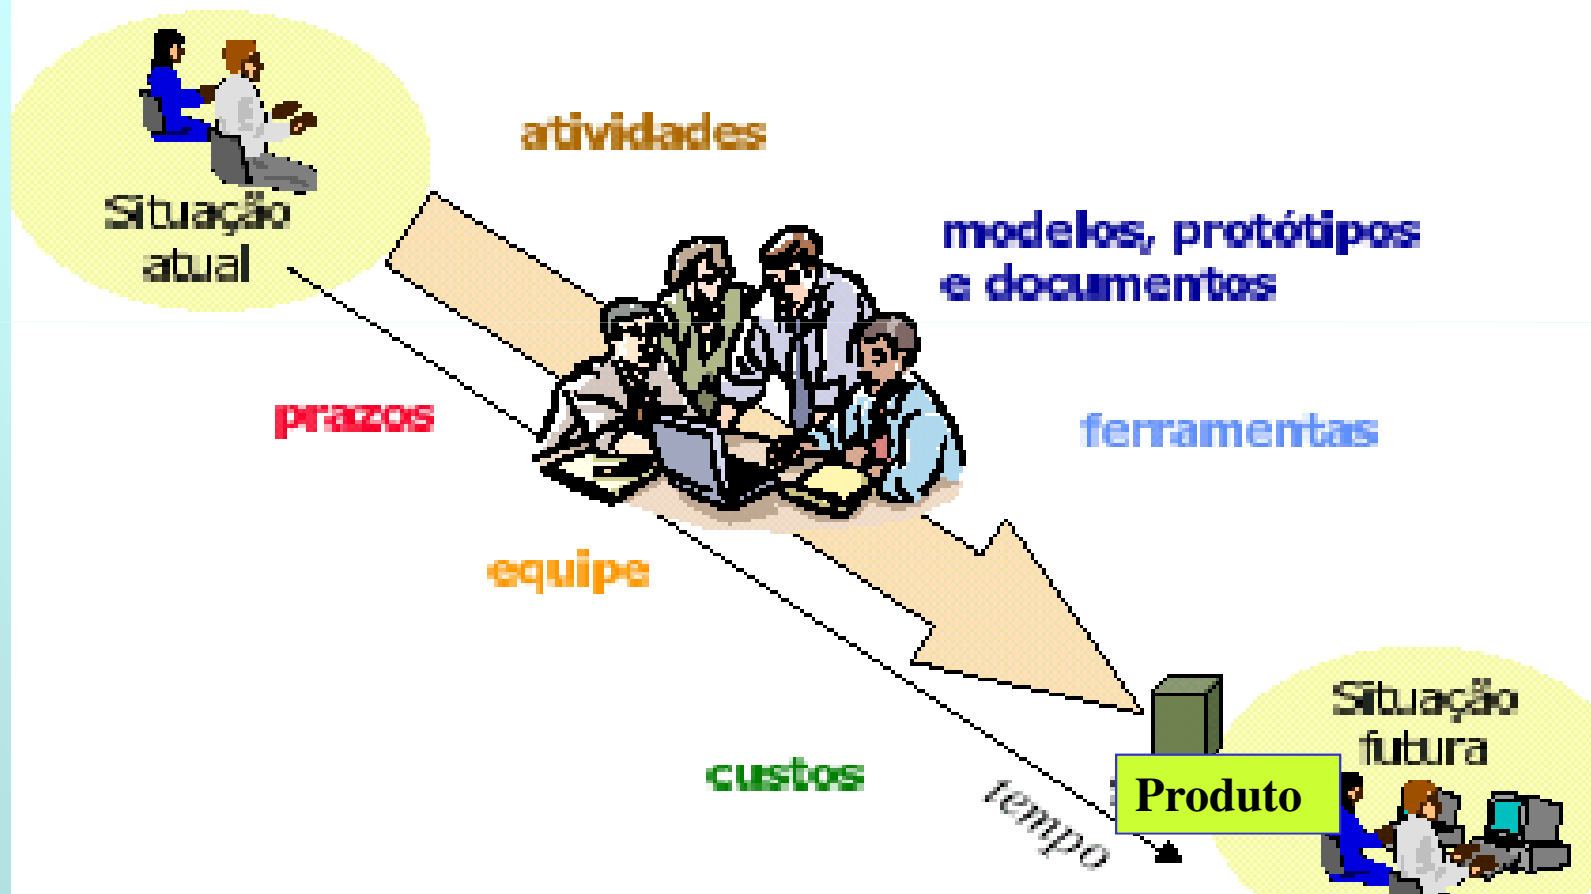 atividades
Situação
atual
modelos, protótipos
e documentos
prazos
ferramentas
equipe
Situação
futura
custos
tempo
Produto